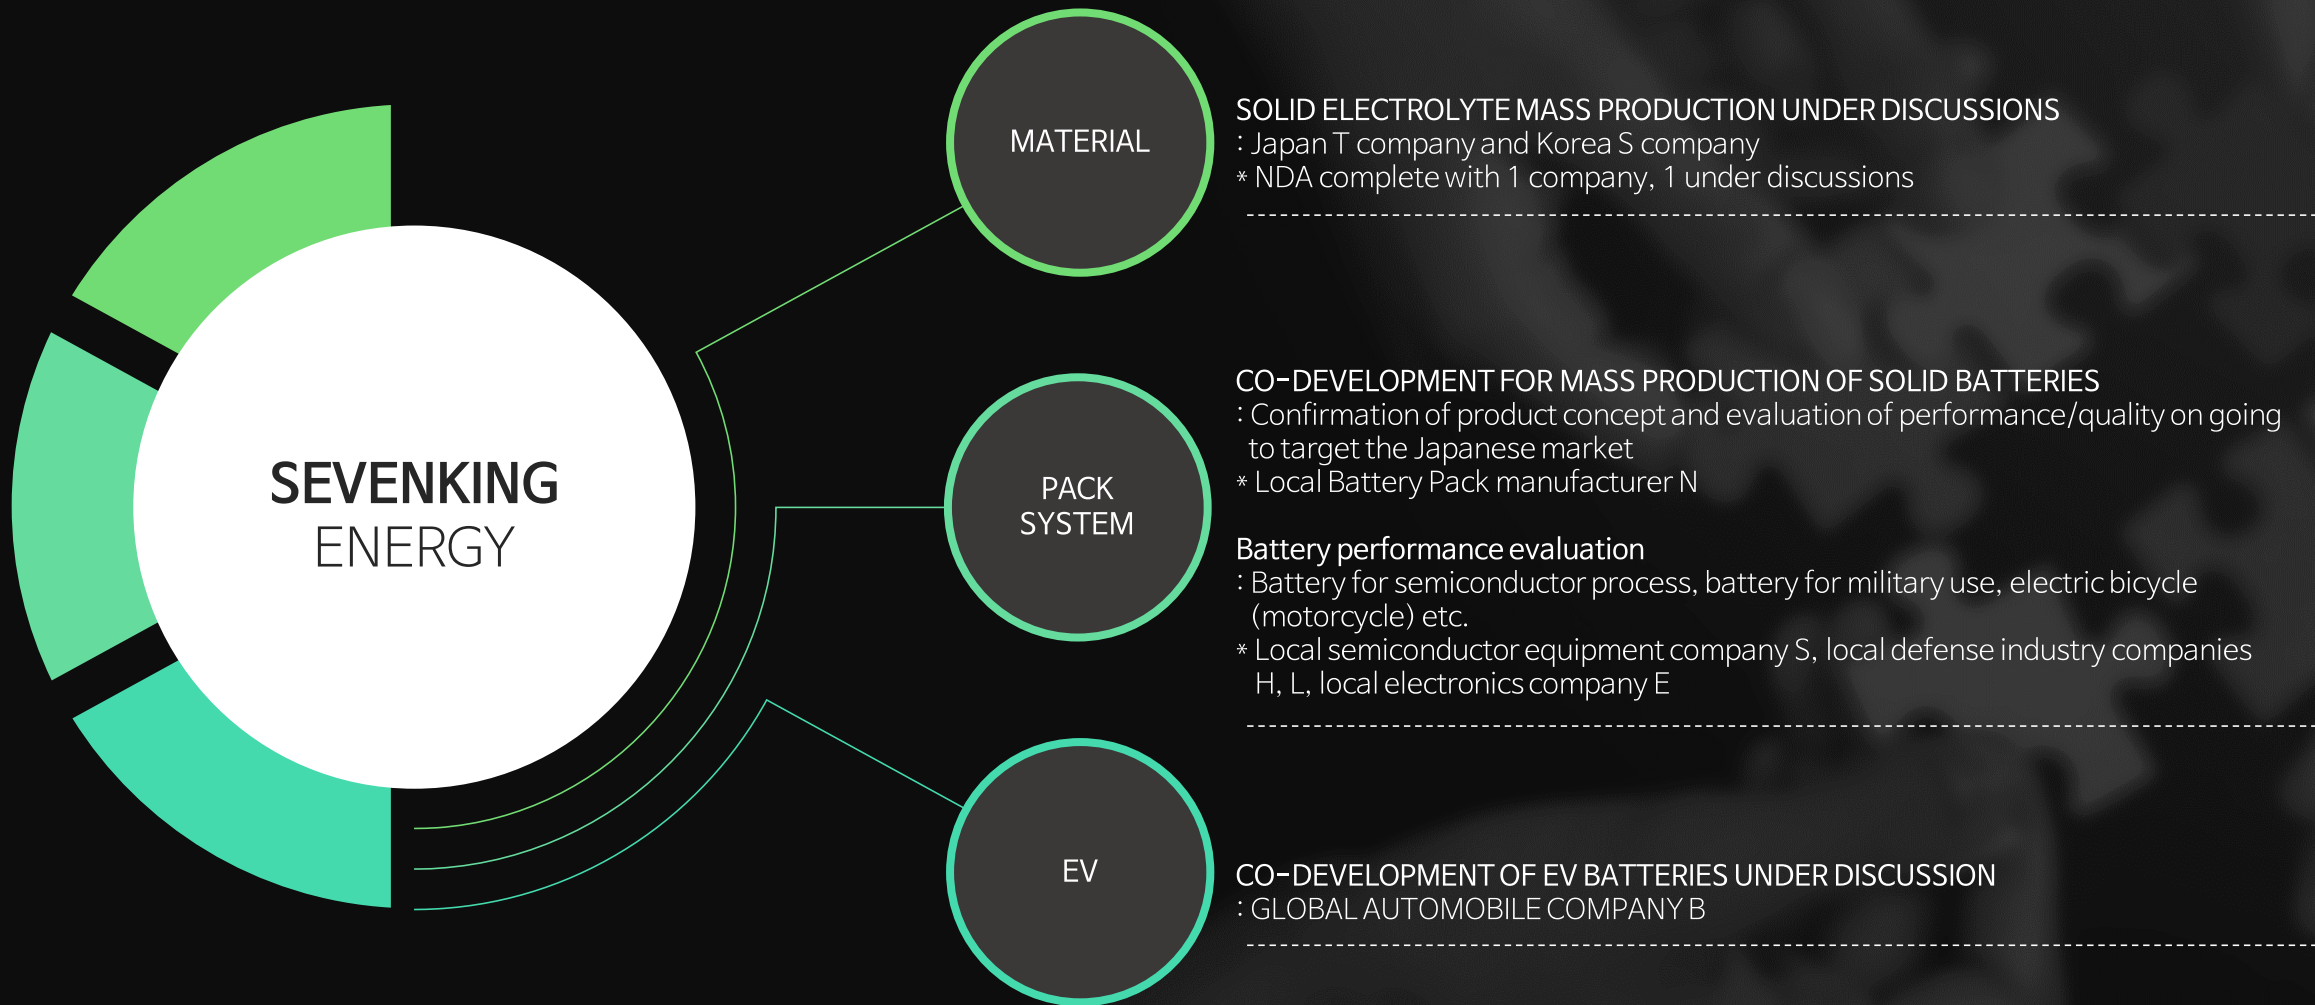 SEVENKING
ENERGY
MATERIAL
SOLID ELECTROLYTE MASS PRODUCTION UNDER DISCUSSIONS
: Japan T company and Korea S company
* NDA complete with 1 company, 1 under discussions
PACK
SYSTEM
CO-DEVELOPMENT FOR MASS PRODUCTION OF SOLID BATTERIES
: Confirmation of product concept and evaluation of performance/quality on going
to target the Japanese market
* Local Battery Pack manufacturer N
Battery performance evaluation
: Battery for semiconductor process, battery for military use, electric bicycle
(motorcycle) etc.
* Local semiconductor equipment company S, local defense industry companies
H, L, local electronics company E
EV
CO-DEVELOPMENT OF EV BATTERIES UNDER DISCUSSION
: GLOBAL AUTOMOBILE COMPANY B